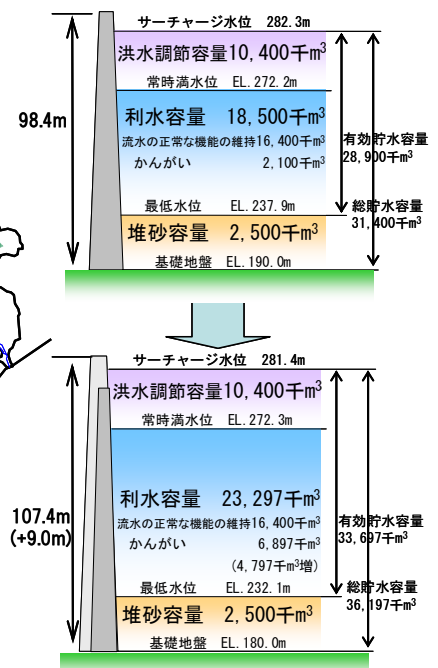 サーチャージ水位 282.3m
洪水調節容量10,400千m³
常時満水位 EL.272.2m
98.4m
利水容量 18,500千m³
流水の正常な機能の維持16,400千m³
かんがい 2,100千m³
有効貯水容量
28,900千m³
最低水位 EL.237.9m
総貯水容量
31,400千m³
堆砂容量 2,500千m³
基礎地盤 EL.190.0m
サーチャージ水位 281.4m
洪水調節容量10,400千m³
常時満水位 EL.272.3m
107.4m
(+9.0m)
利水容量 23,297千m³
流水の正常な機能の維持16,400千m³
かんがい 6,897千m³
(4,797千m³増)
有効貯水容量
33,697千m³
最低水位 EL.232.1m
総貯水容量
36,197千m³
堆砂容量 2,500千m³
基礎地盤 EL.180.0m